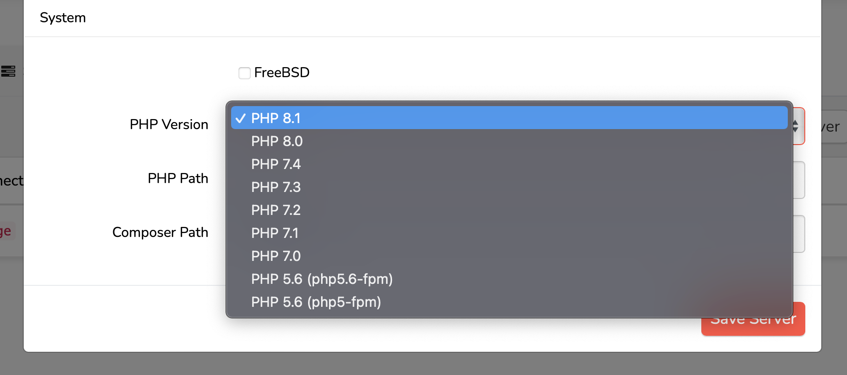 System
FreeBSD
PHP Version
✓ PHP 8.1
PHP 8.0
PHP 7.4
PHP 7.3
PHP 7.2
PHP 7.1
PHP 7.0
PHP 5.6 (php5.6-fpm)
PHP 5.6 (php5-fpm)
PHP Path
Composer Path
Save Server
ver
nect
ge